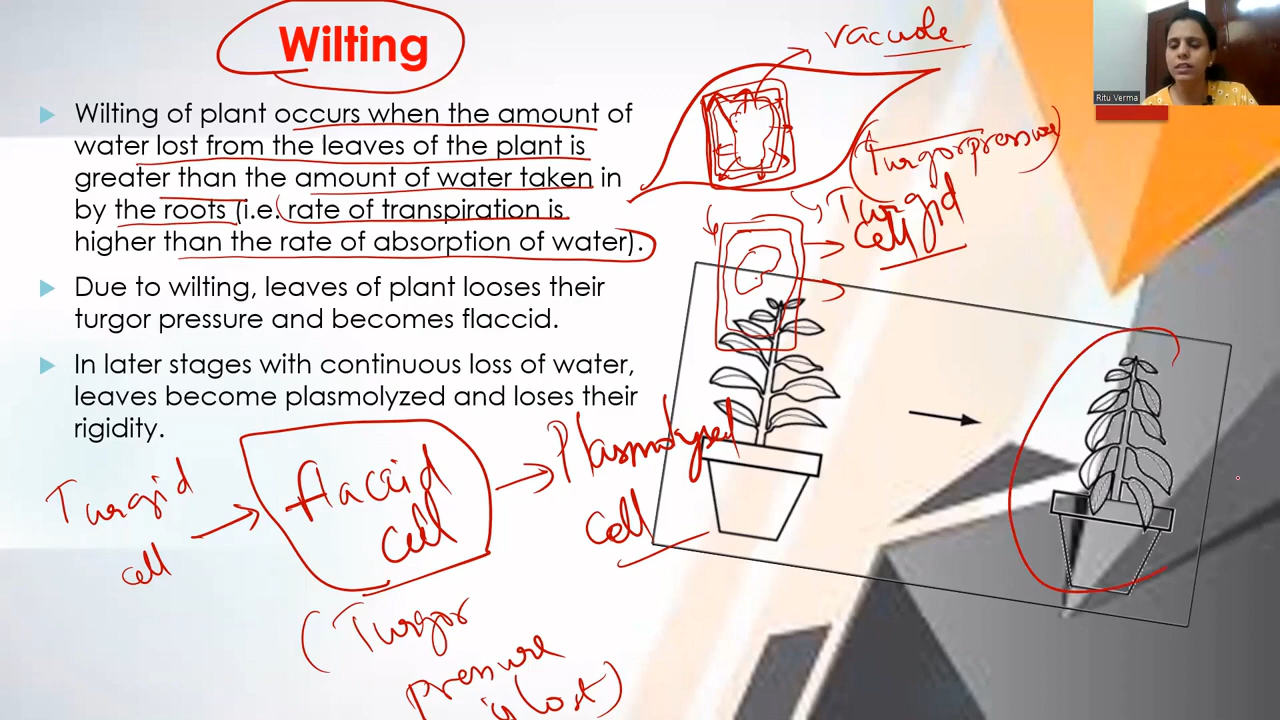 Wilting
Wilting of plant occurs when the amount of
water lost from the leaves of the plant is
greater than the amount of water taken in
by the roots (i.e. rate of transpiration is
higher than the rate of absorption of water).
Due to wilting, leaves of plant looses their
turgor pressure and becomes flaccid.
In later stages with continuous loss of water,
leaves become plasmolyzed and loses their
rigidity.
vacuole
Turgor pressure
Turgid
cell
Turgid
cell
flaccid
cell
Plasmolysed
cell
(Turgor
pressure
is lost)
Ritu Verma